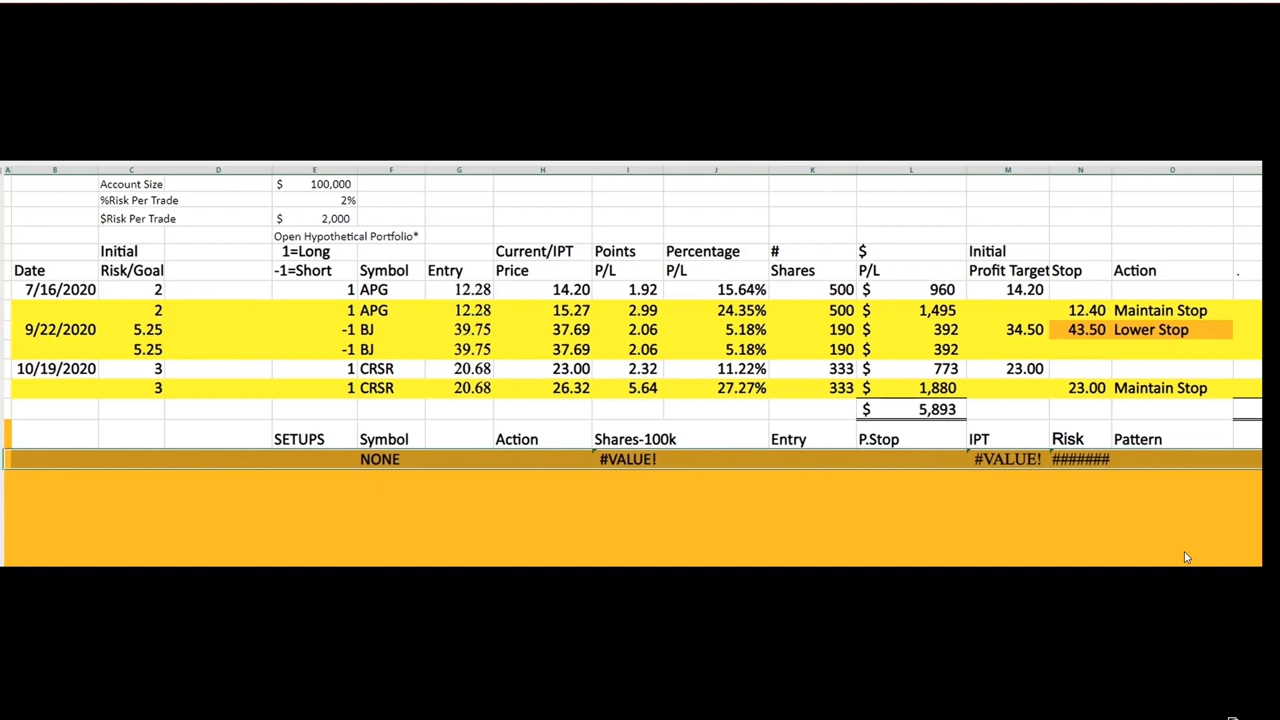 A B C D E F G H I J K L M N O
Account Size $ 100,000
%Risk Per Trade 2%
$Risk Per Trade $ 2,000
Open Hypothetical Portfolio*
Initial 1=Long Current/IPT Points Percentage # $ Initial
Date Risk/Goal -1=Short Symbol Entry Price P/L P/L Shares P/L Profit Target Stop Action .
7/16/2020 2 1 APG 12.28 14.20 1.92 15.64% 500 $ 960 14.20
2 1 APG 12.28 15.27 2.99 24.35% 500 $ 1,495 12.40 Maintain Stop
9/22/2020 5.25 -1 BJ 39.75 37.69 2.06 5.18% 190 $ 392 34.50 43.50 Lower Stop
5.25 -1 BJ 39.75 37.69 2.06 5.18% 190 $ 392
10/19/2020 3 1 CRSR 20.68 23.00 2.32 11.22% 333 $ 773 23.00
3 1 CRSR 20.68 26.32 5.64 27.27% 333 $ 1,880 23.00 Maintain Stop
$ 5,893
SETUPS Symbol Action Shares-100k Entry P.Stop IPT Risk Pattern
NONE #VALUE! #VALUE! #######